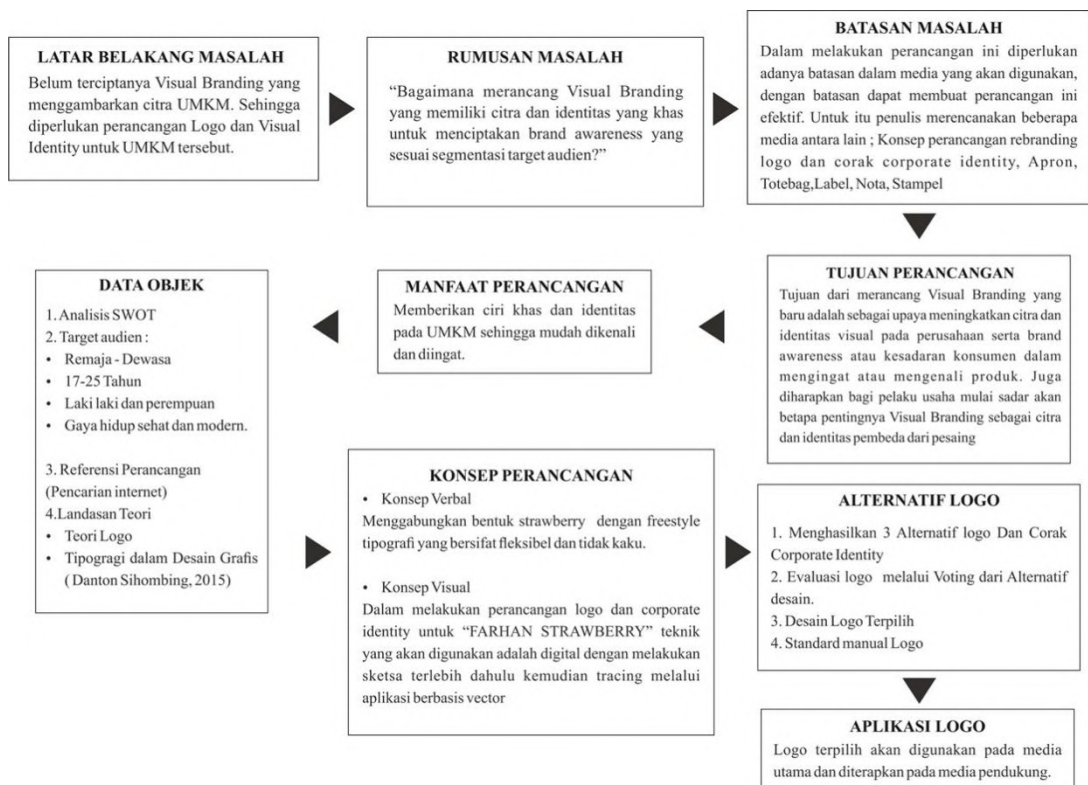 LATAR BELAKANG MASALAH
Belum terciptanya Visual Branding yang
menggambarkan citra UMKM. Sehingga
diperlukan perancangan Logo dan Visual
Identity untuk UMKM tersebut.
RUMUSAN MASALAH
“Bagaimana merancang Visual Branding
yang memiliki citra dan identitas yang khas
untuk menciptakan brand awareness yang
sesuai segmentasi target audien?”
BATASAN MASALAH
Dalam melakukan perancangan ini diperlukan
adanya batasan dalam media yang akan digunakan,
dengan batasan dapat membuat perancangan ini
efektif. Untuk itu penulis merencanakan beberapa
media antara lain ; Konsep perancangan rebranding
logo dan corak corporate identity, Apron,
Totebag,Label, Nota, Stampel
TUJUAN PERANCANGAN
Tujuan dari merancang Visual Branding yang
baru adalah sebagai upaya meningkatkan citra dan
identitas visual pada perusahaan serta brand
awareness atau kesadaran konsumen dalam
mengingat atau mengenali produk. Juga
diharapkan bagi pelaku usaha mulai sadar akan
betapa pentingnya Visual Branding sebagai citra
dan identitas pembeda dari pesaing
MANFAAT PERANCANGAN
Memberikan ciri khas dan identitas
pada UMKM sehingga mudah dikenali
dan diingat.
DATA OBJEK
1. Analisis SWOT
2. Target audien :
• Remaja - Dewasa
• 17-25 Tahun
• Laki laki dan perempuan
• Gaya hidup sehat dan modern.
3. Referensi Perancangan
(Pencarian internet)
4.Landasan Teori
• Teori Logo
• Tipogragi dalam Desain Grafis
( Danton Sihombing, 2015)
KONSEP PERANCANGAN
• Konsep Verbal
Menggabungkan bentuk strawberry dengan freestyle
tipografi yang bersifat fleksibel dan tidak kaku.
• Konsep Visual
Dalam melakukan perancangan logo dan corporate
identity untuk “FARHAN STRAWBERRY” teknik
yang akan digunakan adalah digital dengan melakukan
sketsa terlebih dahulu kemudian tracing melalui
aplikasi berbasis vector
ALTERNATIF LOGO
1. Menghasilkan 3 Alternatif logo Dan Corak
Corporate Identity
2. Evaluasi logo melalui Voting dari Alternatif
desain.
3. Desain Logo Terpilih
4. Standard manual Logo
APLIKASI LOGO
Logo terpilih akan digunakan pada media
utama dan diterapkan pada media pendukung.